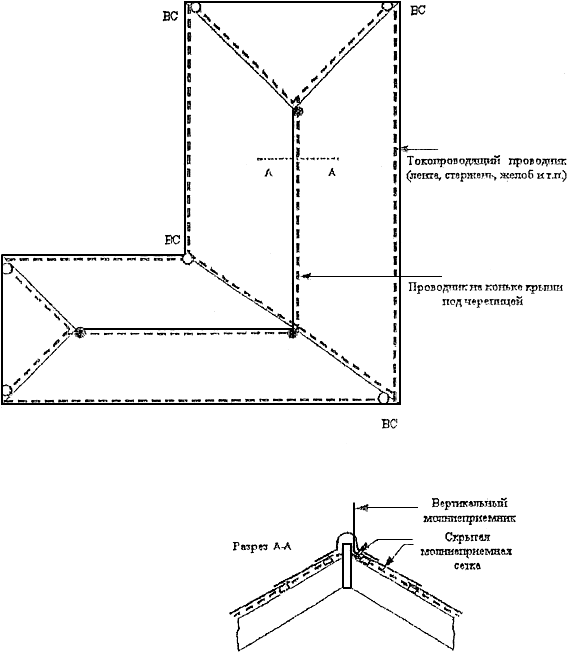 ВС
ВС
А
А
Токопроводящий проводник
(лента, стержень, желоб и т.п.)
ВС
Проводник на коньке крыши
под черепицей
ВС
Вертикальный
молниеприемник
Разрез А-А
Скрытая
молниеприемная
сетка